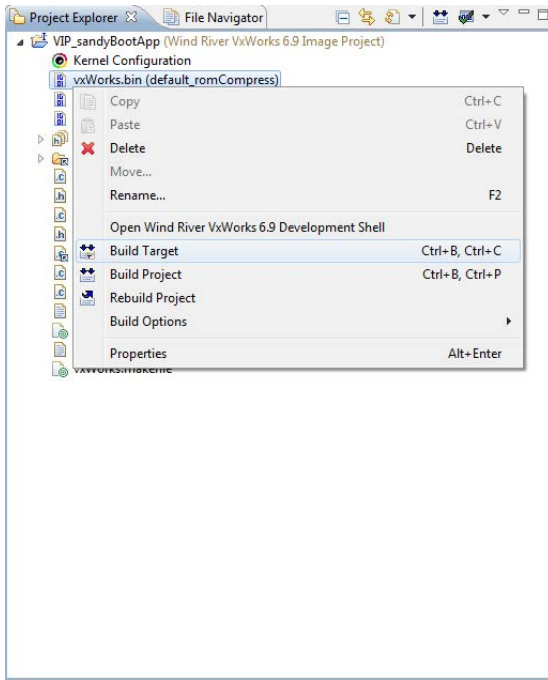 Project Explorer File Navigator
VIP_sandyBootApp (Wind River VxWorks 6.9 Image Project)
Kernel Configuration
vxWorks.bin (default_romCompress)
Copy Ctrl+C
Paste Ctrl+V
Delete Delete
Move...
Rename... F2
Open Wind River VxWorks 6.9 Development Shell
Build Target Ctrl+B, Ctrl+C
Build Project Ctrl+B, Ctrl+P
Rebuild Project
Build Options
Properties Alt+Enter
vxWorks.makefile